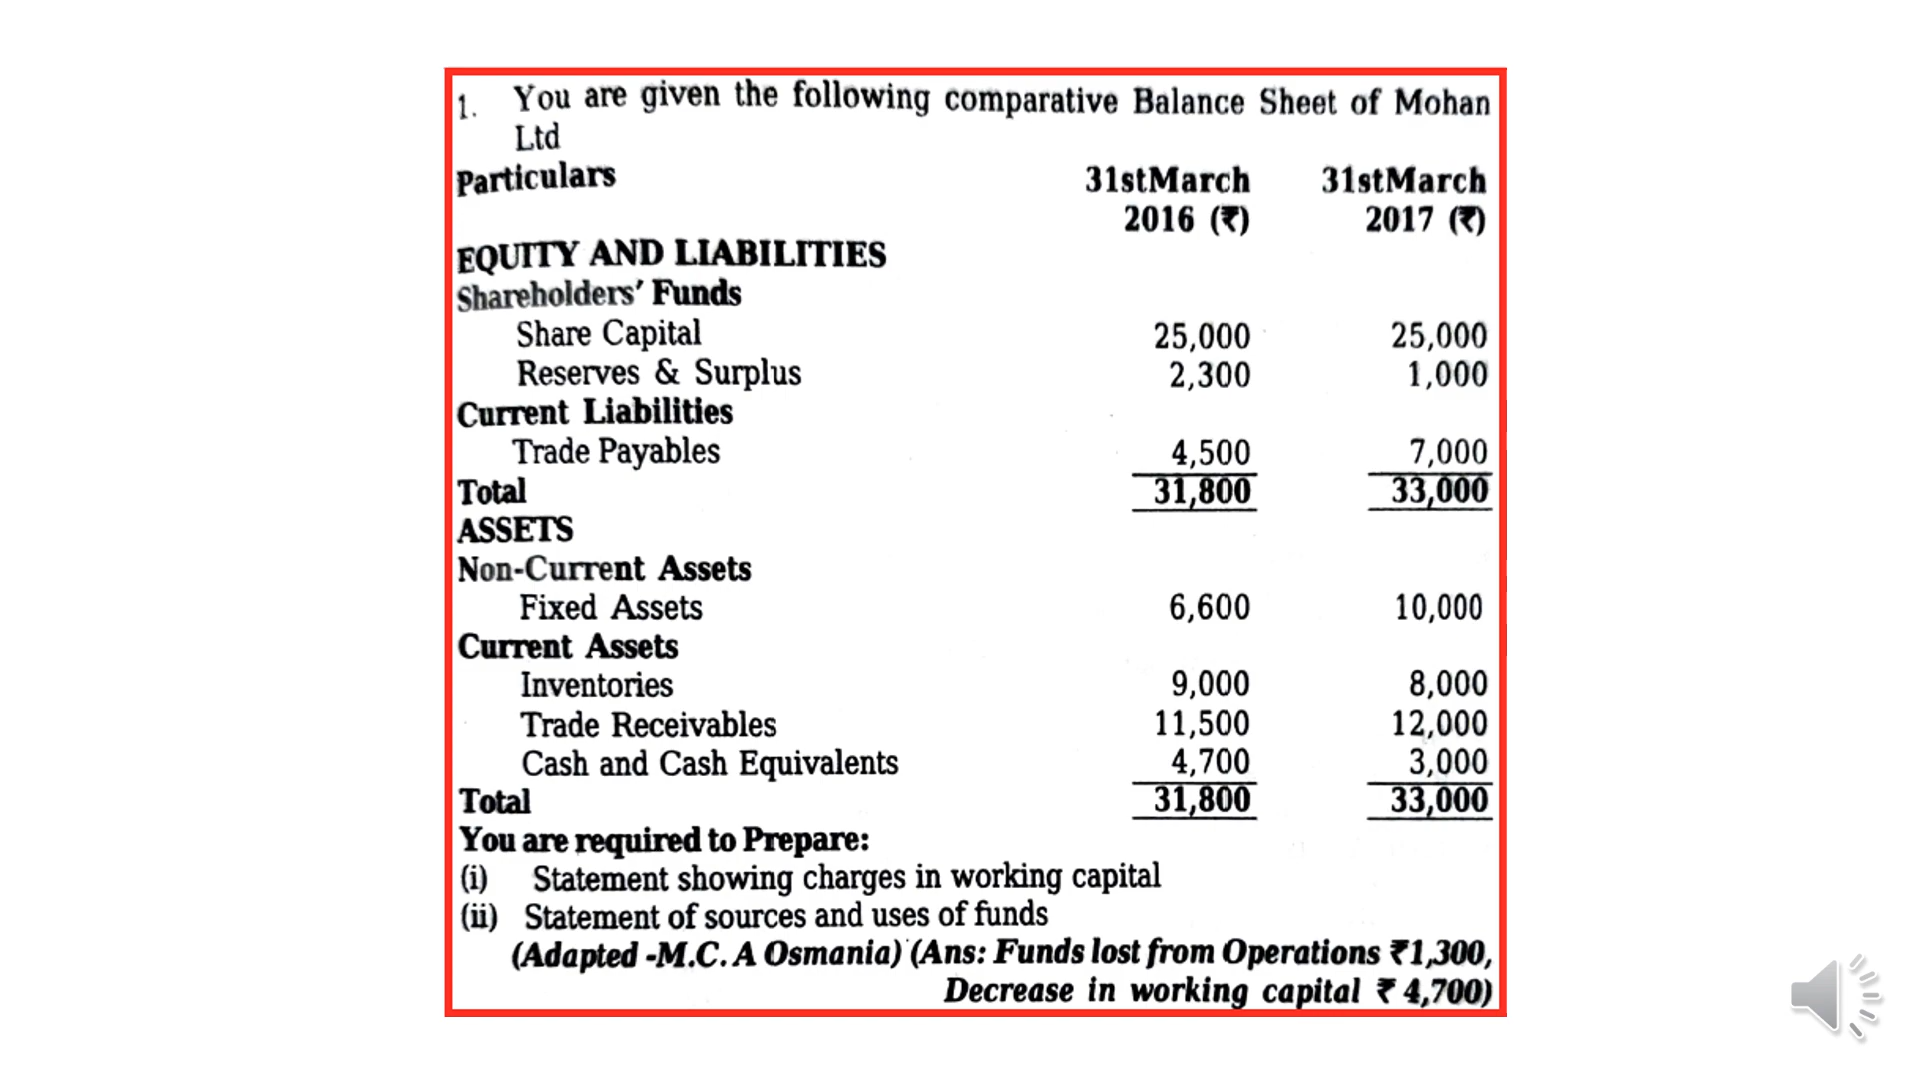 1. You are given the following comparative Balance Sheet of Mohan
Ltd
Particulars 31stMarch 31stMarch
2016 (₹) 2017 (₹)
EQUITY AND LIABILITIES
Shareholders’ Funds
Share Capital 25,000 25,000
Reserves & Surplus 2,300 1,000
Current Liabilities
Trade Payables 4,500 7,000
Total 31,800 33,000
ASSETS
Non-Current Assets
Fixed Assets 6,600 10,000
Current Assets
Inventories 9,000 8,000
Trade Receivables 11,500 12,000
Cash and Cash Equivalents 4,700 3,000
Total 31,800 33,000
You are required to Prepare:
(i) Statement showing charges in working capital
(ii) Statement of sources and uses of funds
(Adapted -M.C.A Osmania) (Ans: Funds lost from Operations ₹1,300,
Decrease in working capital ₹ 4,700)